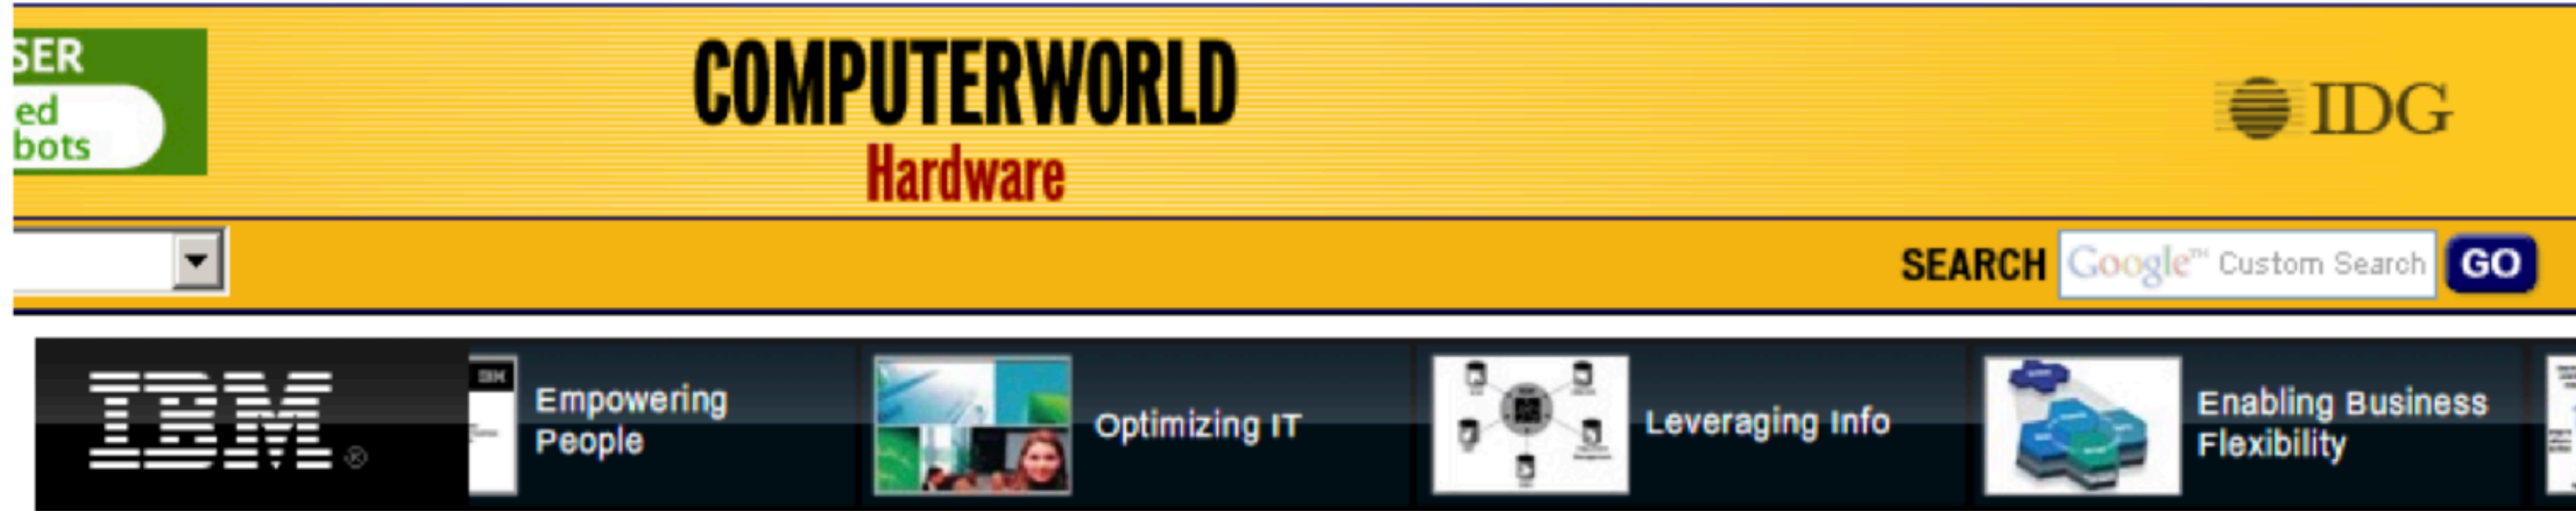 SER
ed
bots
COMPUTERWORLD
Hardware
IDG
SEARCH Google™ Custom Search GO
IBM®
IBM
Empowering
People
Optimizing IT
Leveraging Info
Enabling Business
Flexibility